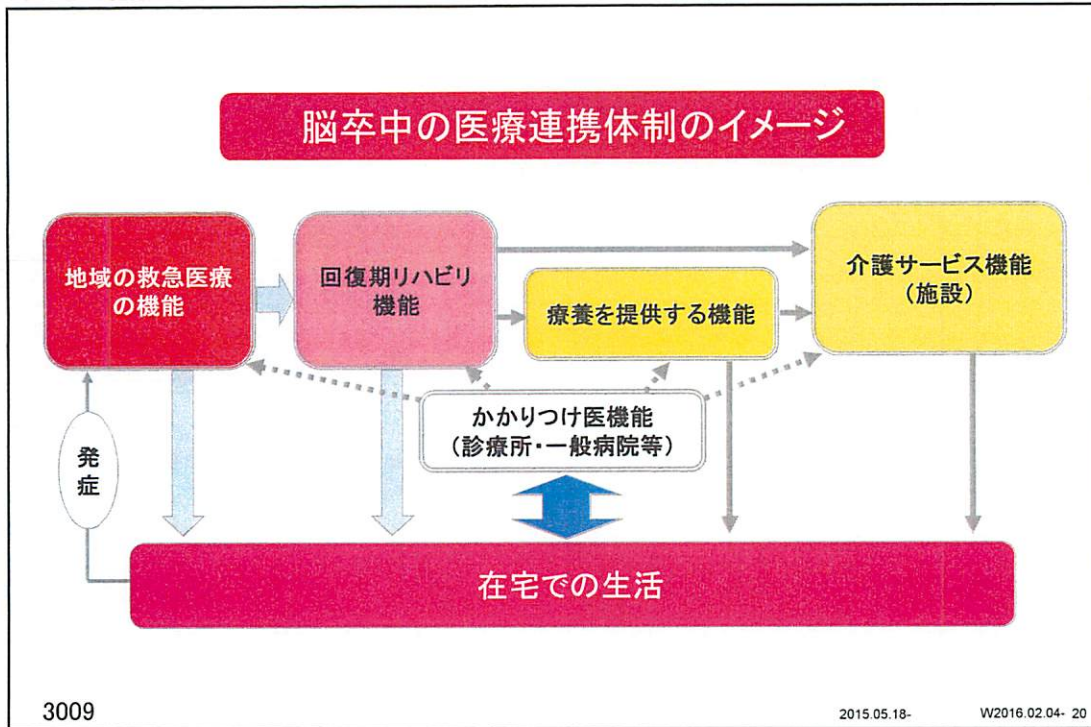 脳卒中の医療連携体制のイメージ
地域の救急医療
の機能
回復期リハビリ
機能
療養を提供する機能
介護サービス機能
（施設）
かかりつけ医機能
（診療所・一般病院等）
発
症
在宅での生活
3009
2015.05.18-
W2016.02.04- 20